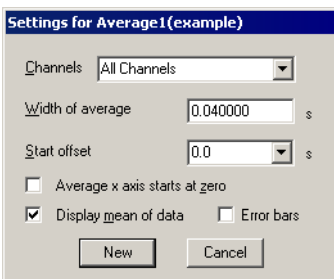 Settings for Average1(example)
Channels All Channels
Width of average 0.040000 s
Start offset 0.0 s
Average x axis starts at zero
Display mean of data Error bars
New Cancel